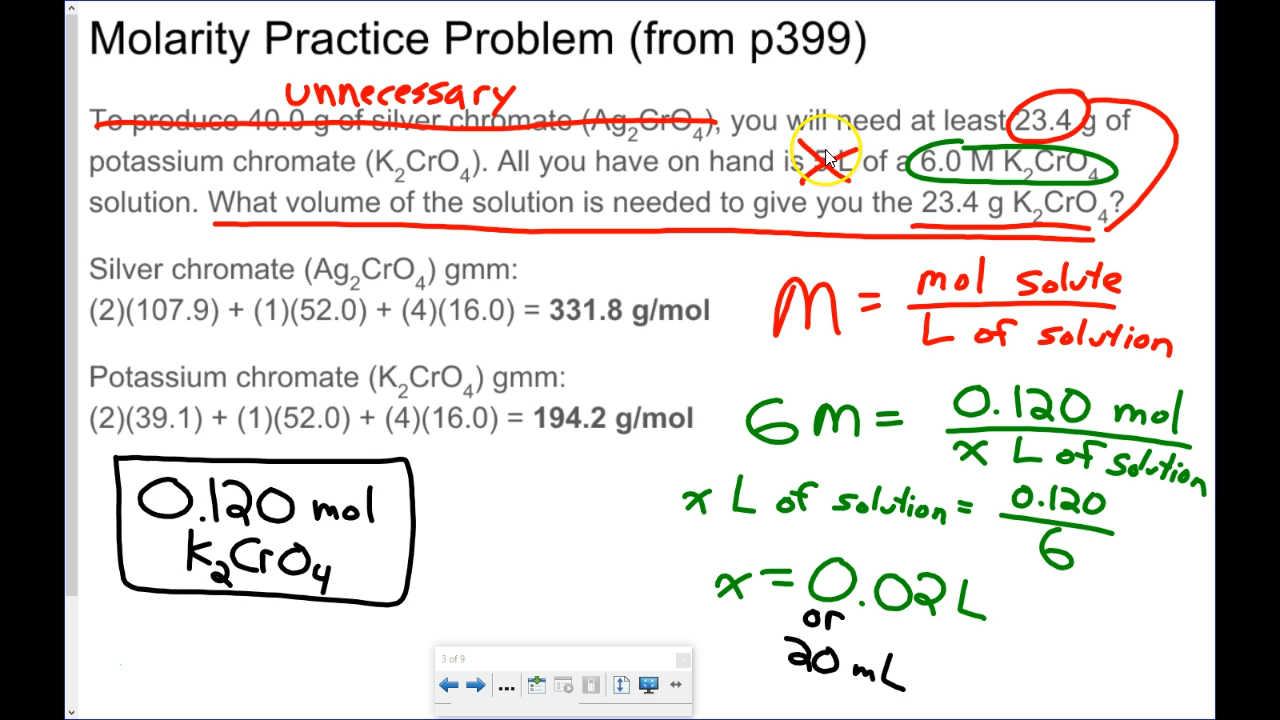 Molarity Practice Problem (from p399)
unnecessary
To produce 40.0 g of silver chromate (Ag₂CrO₄), you will need at least 23.4 g of
potassium chromate (K₂CrO₄). All you have on hand is 5 L of a 6.0 M K₂CrO₄
solution. What volume of the solution is needed to give you the 23.4 g K₂CrO₄?
Silver chromate (Ag₂CrO₄) gmm:
(2)(107.9) + (1)(52.0) + (4)(16.0) = 331.8 g/mol
M = mol solute
L of solution
Potassium chromate (K₂CrO₄) gmm:
(2)(39.1) + (1)(52.0) + (4)(16.0) = 194.2 g/mol
6 M = 0.120 mol
x L of solution
0.120 mol
K₂CrO₄
x L of solution = 0.120
6
x = 0.02 L
or
20 mL
3 of 9